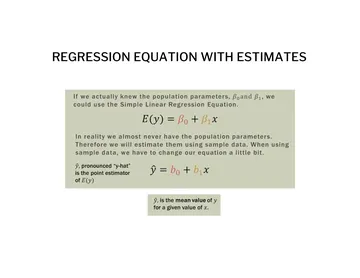 REGRESSION EQUATION WITH ESTIMATES
If we actually knew the population parameters, β₀and β₁, we
could use the Simple Linear Regression Equation.
E(y) = β₀ + β₁x
In reality we almost never have the population parameters.
Therefore we will estimate them using sample data. When using
sample data, we have to change our equation a little bit.
ŷ, pronounced "y-hat"
is the point estimator
of E(y)
ŷ = b₀ + b₁x
ŷ, is the mean value of y
for a given value of x.